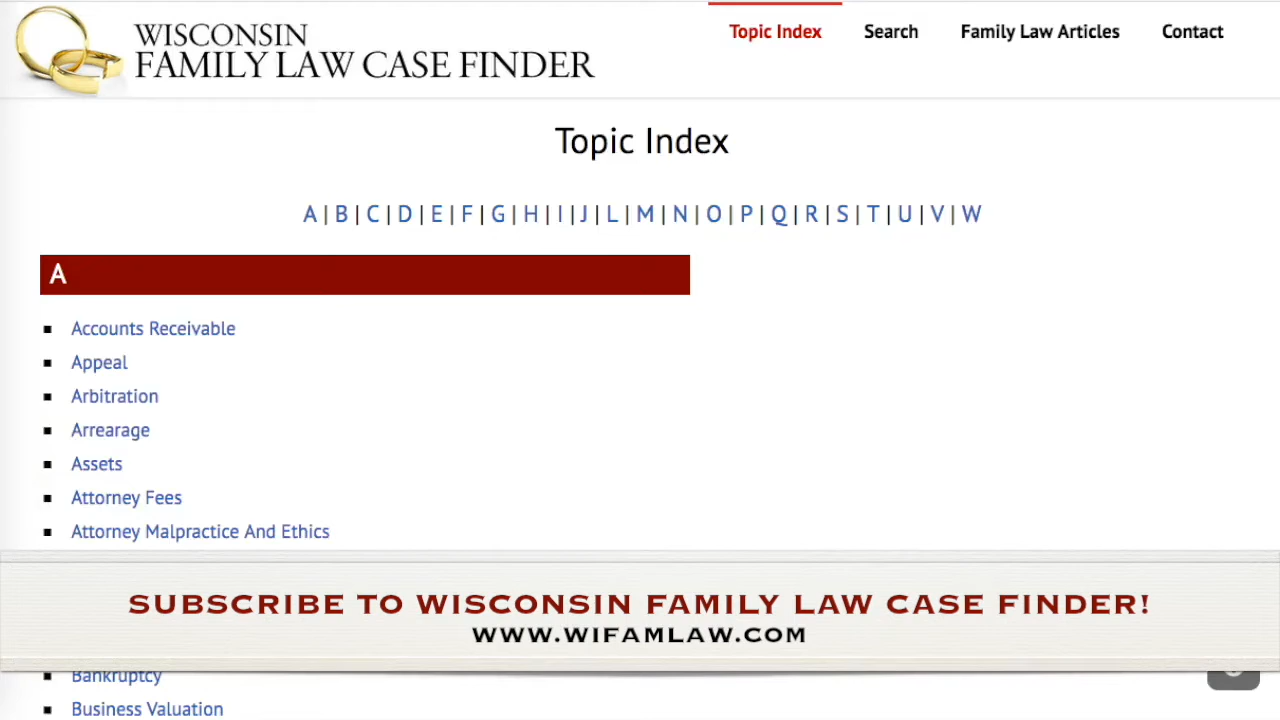 WISCONSIN
FAMILY LAW CASE FINDER
Topic Index Search Family Law Articles Contact
Topic Index
A | B | C | D | E | F | G | H | I | J | L | M | N | O | P | Q | R | S | T | U | V | W
A
Accounts Receivable
Appeal
Arbitration
Arrearage
Assets
Attorney Fees
Attorney Malpractice And Ethics
SUBSCRIBE TO WISCONSIN FAMILY LAW CASE FINDER!
WWW.WIFAMLAW.COM
Bankruptcy
Business Valuation